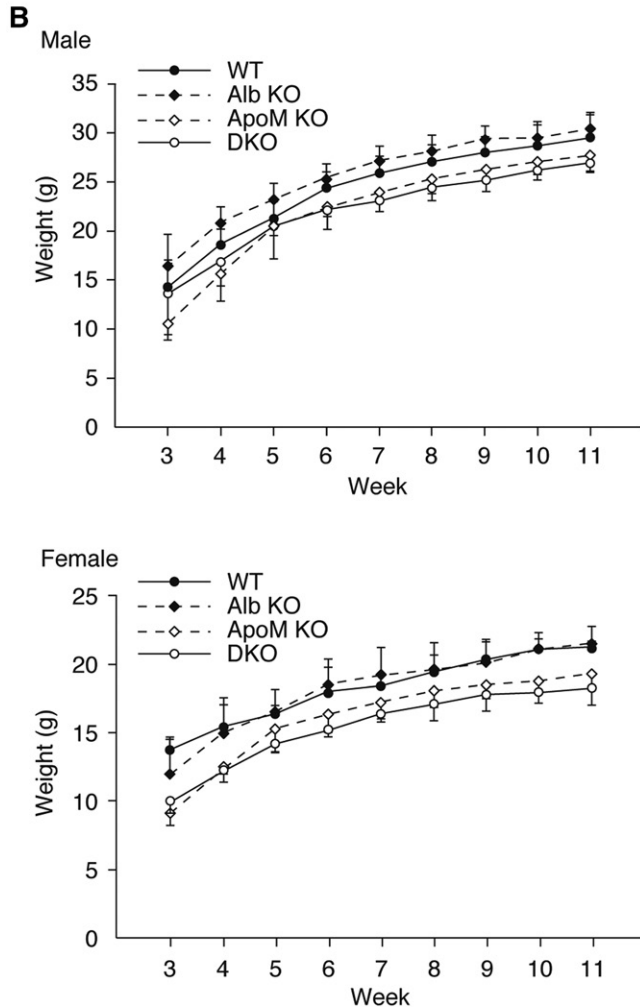 B
Male
WT
Alb KO
ApoM KO
DKO
Weight (g)
35
30
25
20
15
10
5
0
3 4 5 6 7 8 9 10 11
Week
Female
WT
Alb KO
ApoM KO
DKO
Weight (g)
25
20
15
10
5
0
3 4 5 6 7 8 9 10 11
Week